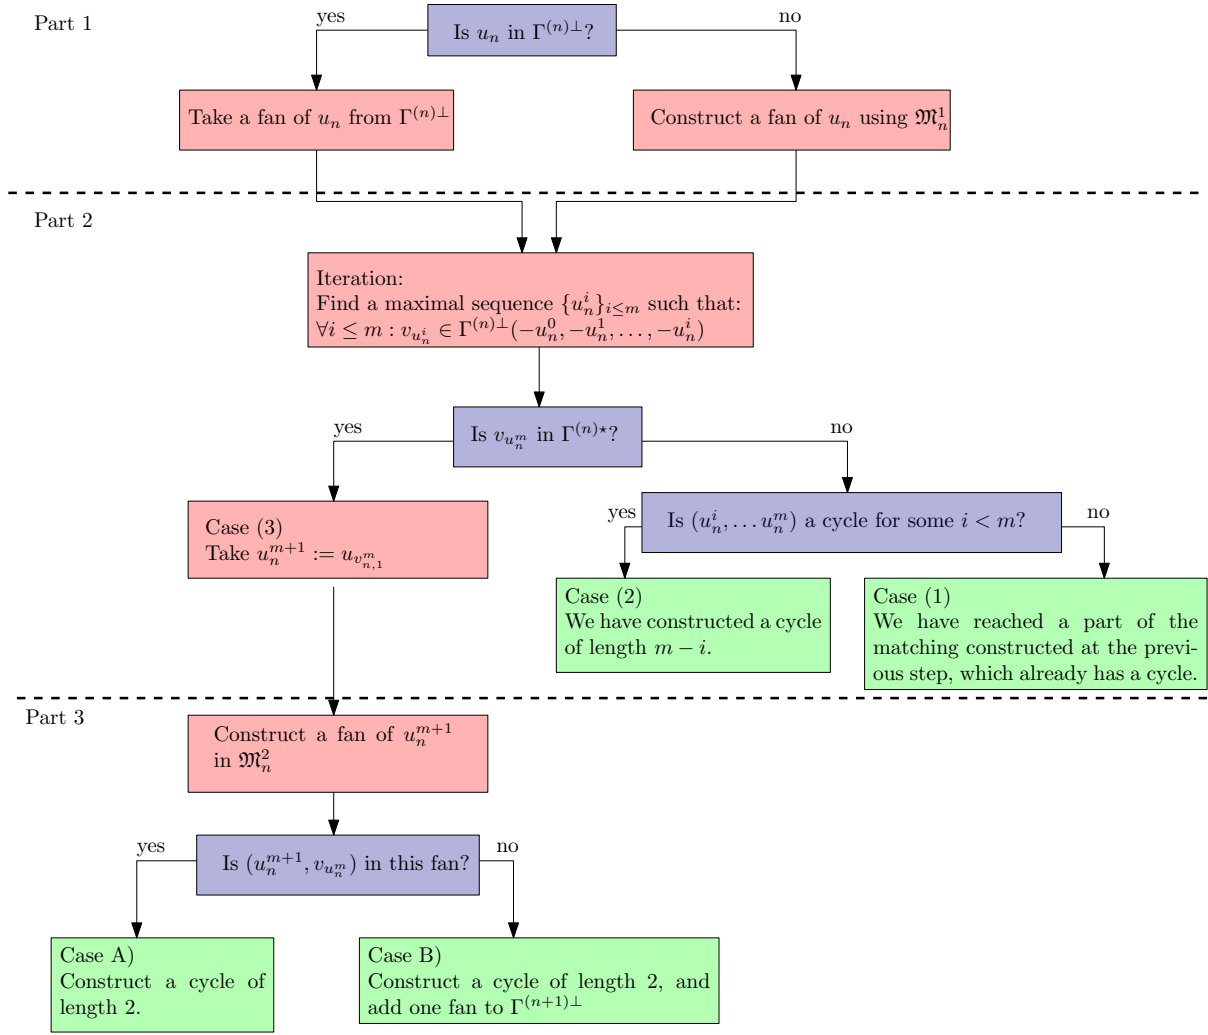 Part 1
yes
Is $u_n$ in $\Gamma^{(n)\perp}$?
no
Take a fan of $u_n$ from $\Gamma^{(n)\perp}$
Construct a fan of $u_n$ using $\mathfrak{M}_n^1$
Part 2
Iteration:
Find a maximal sequence $\{u_n^i\}_{i \leq m}$ such that:
$\forall i \leq m : v_{u_n^i} \in \Gamma^{(n)\perp}(-u_n^0, -u_n^1, \ldots, -u_n^i)$
yes
Is $v_{u_n^m}$ in $\Gamma^{(n)\star}$?
no
Case (3)
Take $u_n^{m+1} := u_{v_{n,1}^m}$
yes
Is $(u_n^i, \ldots u_n^m)$ a cycle for some $i < m$?
no
Case (2)
We have constructed a cycle
of length $m - i$.
Case (1)
We have reached a part of the
matching constructed at the previ-
ous step, which already has a cycle.
Part 3
Construct a fan of $u_n^{m+1}$
in $\mathfrak{M}_n^2$
yes
Is $(u_n^{m+1}, v_{u_n^m})$ in this fan?
no
Case A)
Construct a cycle of
length 2.
Case B)
Construct a cycle of length 2, and
add one fan to $\Gamma^{(n+1)\perp}$